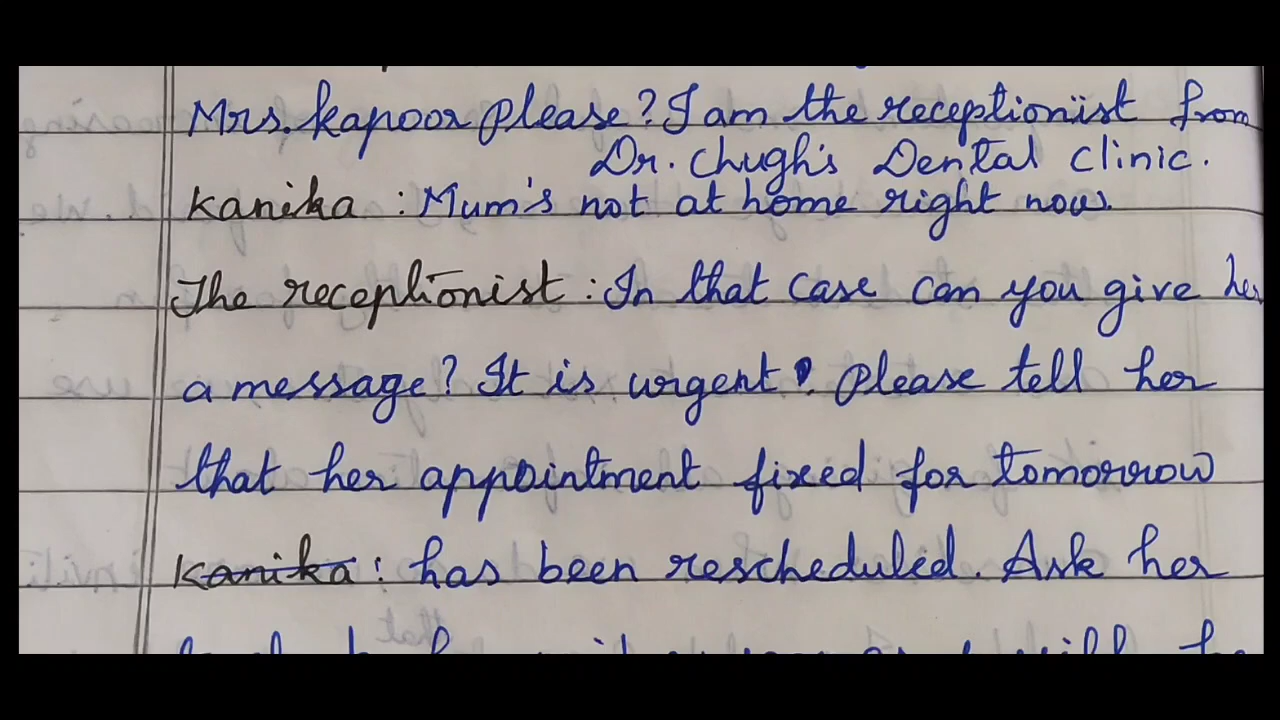 Mrs. Kapoor please? I am the receptioniist from
Dr. Chugh's Dental Clinic.
Kanika : Mum's not at home right now.
The receptionist : In that case can you give her
a message? It is urgent. Please tell her
that her appointment fixed for tomorrow
Kanika : has been rescheduled. Ask her